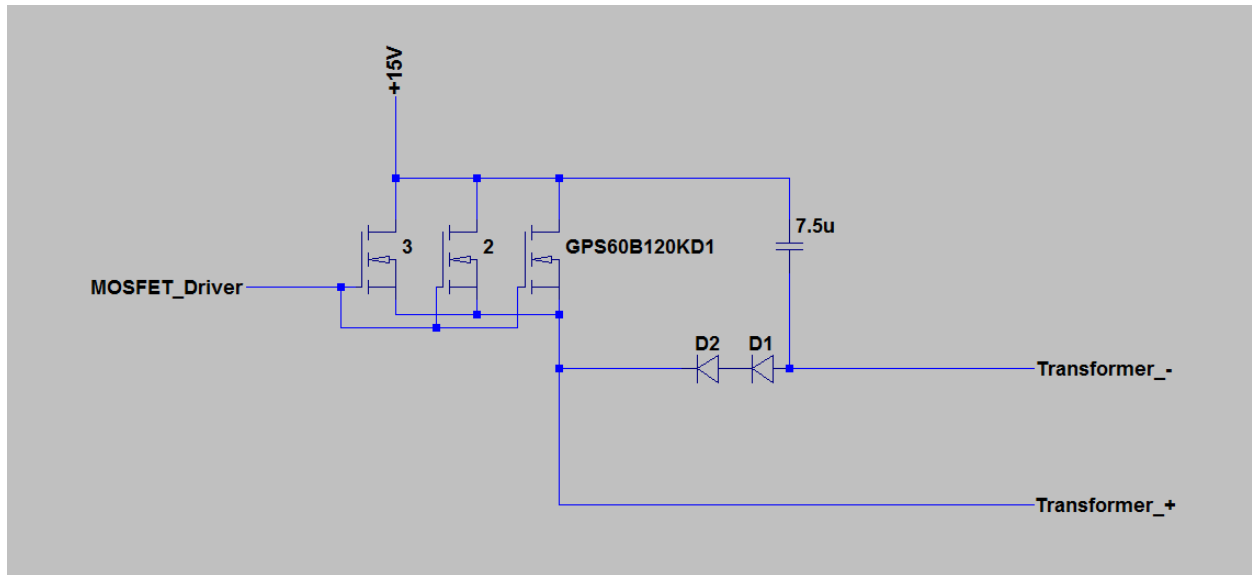 +15V
7.5u
3
2
GPS60B120KD1
MOSFET_Driver
D2
D1
Transformer_-
Transformer_+